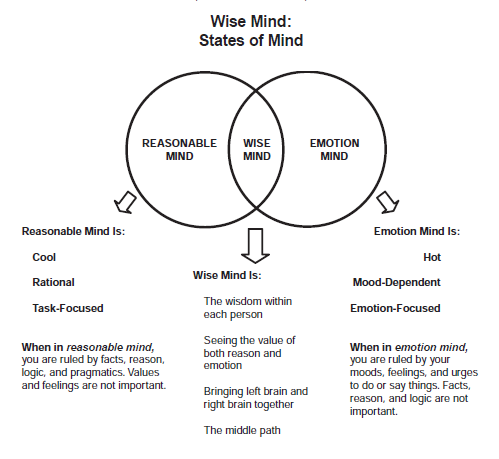 Wise Mind:
States of Mind
REASONABLE
MIND
WISE
MIND
EMOTION
MIND
Reasonable Mind Is:
Cool
Rational
Task-Focused
When in reasonable mind,
you are ruled by facts, reason,
logic, and pragmatics. Values
and feelings are not important.
Wise Mind Is:
The wisdom within
each person
Seeing the value of
both reason and
emotion
Bringing left brain and
right brain together
The middle path
Emotion Mind Is:
Hot
Mood-Dependent
Emotion-Focused
When in emotion mind,
you are ruled by your
moods, feelings, and urges
to do or say things. Facts,
reason, and logic are not
important.